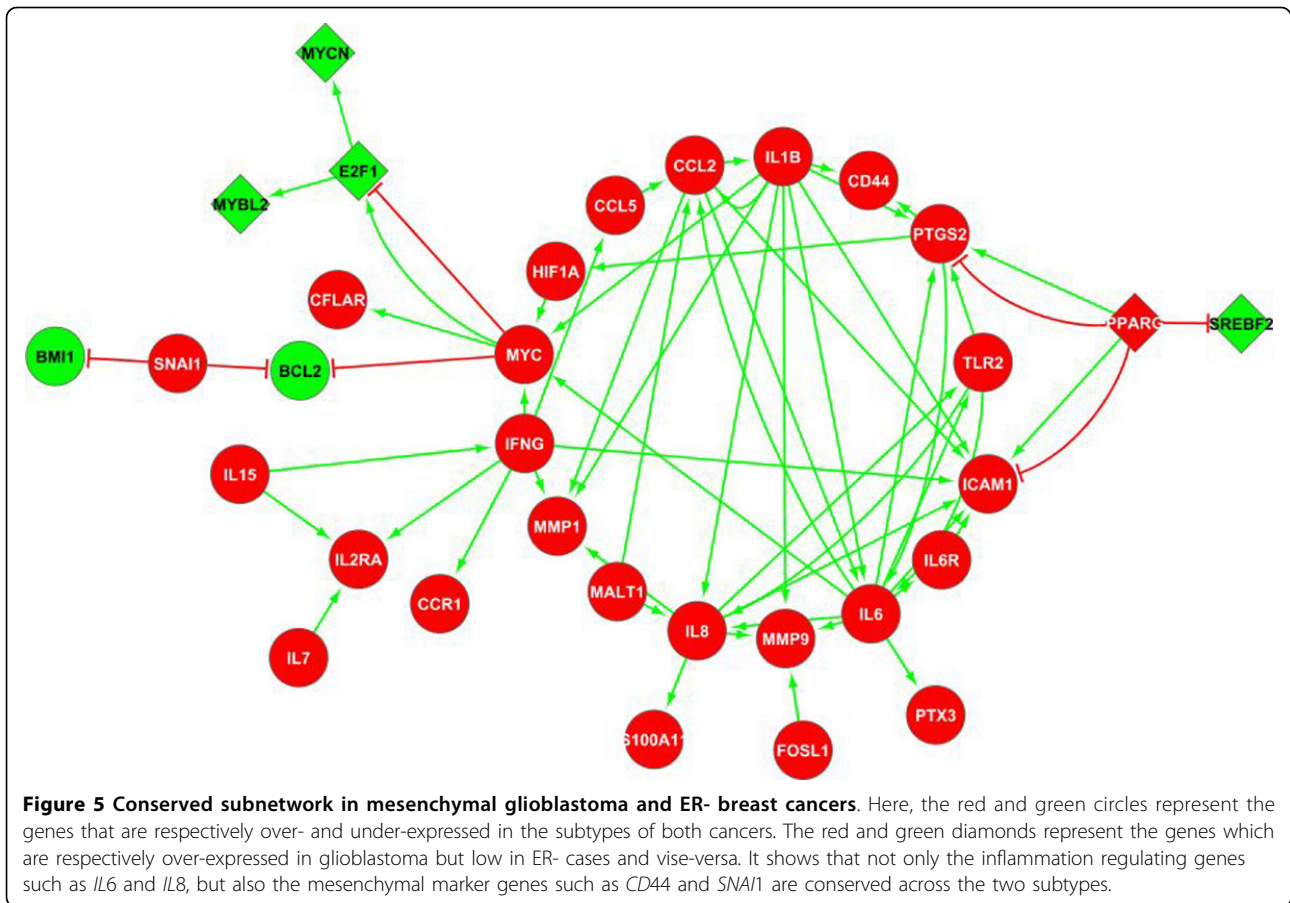 MYCN
E2F1
MYBL2
CCL2
IL1B
CD44
CCL5
PTGS2
HIF1A
CFLAR
PPARG
SREBF2
BMI1
SNAI1
BCL2
MYC
TLR2
IFNG
IL15
ICAM1
MMP1
IL2RA
IL6R
CCR1
MALT1
IL8
MMP9
IL6
IL7
PTX3
S100A11
FOSL1
Figure 5 Conserved subnetwork in mesenchymal glioblastoma and ER- breast cancers. Here, the red and green circles represent the
genes that are respectively over- and under-expressed in the subtypes of both cancers. The red and green diamonds represent the genes which
are respectively over-expressed in glioblastoma but low in ER- cases and vise-versa. It shows that not only the inflammation regulating genes
such as IL6 and IL8, but also the mesenchymal marker genes such as CD44 and SNAI1 are conserved across the two subtypes.